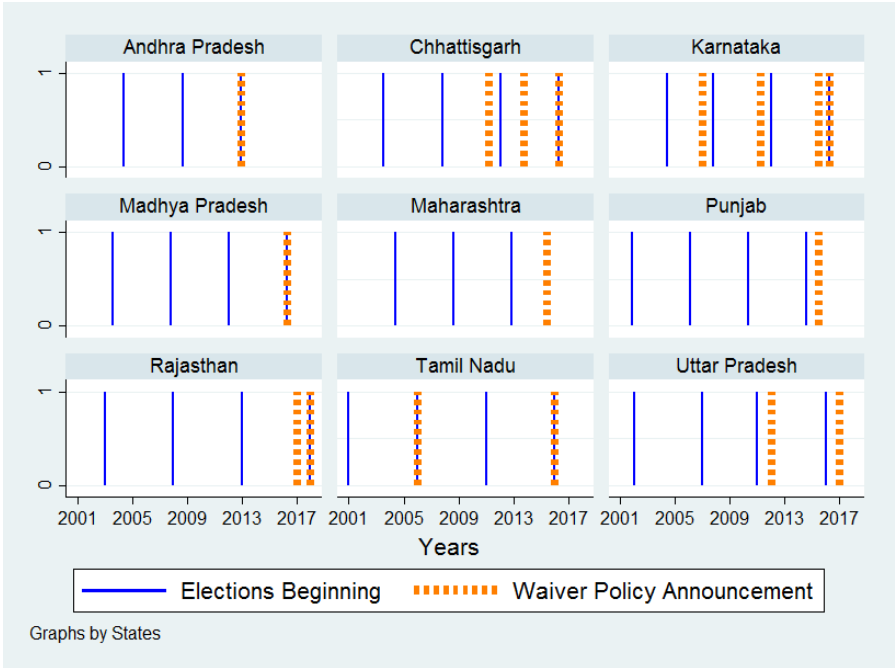 Andhra Pradesh Chhattisgarh Karnataka
1
0
Madhya Pradesh Maharashtra Punjab
1
0
Rajasthan Tamil Nadu Uttar Pradesh
1
0
2001 2005 2009 2013 2017 2001 2005 2009 2013 2017 2001 2005 2009 2013 2017
Years
Elections Beginning Waiver Policy Announcement
Graphs by States